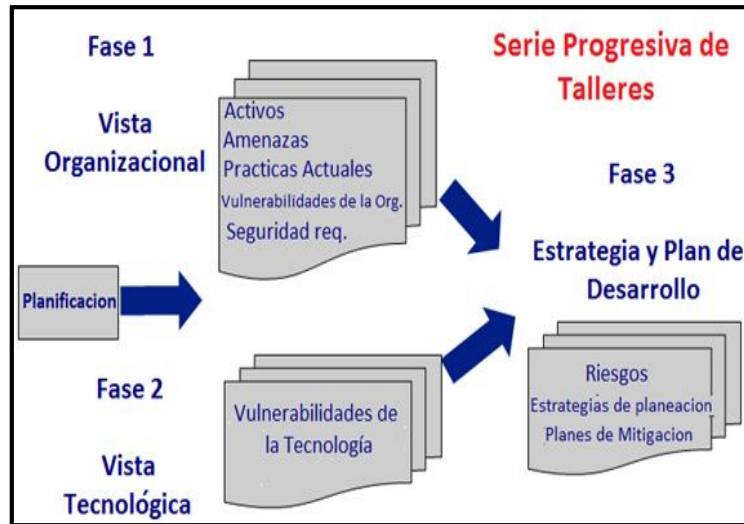 Fase 1
Vista
Organizacional
Activos
Amenazas
Practicas Actuales
Vulnerabilidades de la Org.
Seguridad req.
Serie Progresiva de
Talleres
Planificacion
Fase 2
Vista
Tecnológica
Vulnerabilidades de
la Tecnología
Fase 3
Estrategia y Plan de
Desarrollo
Riesgos
Estrategias de planeacion
Planes de Mitigacion